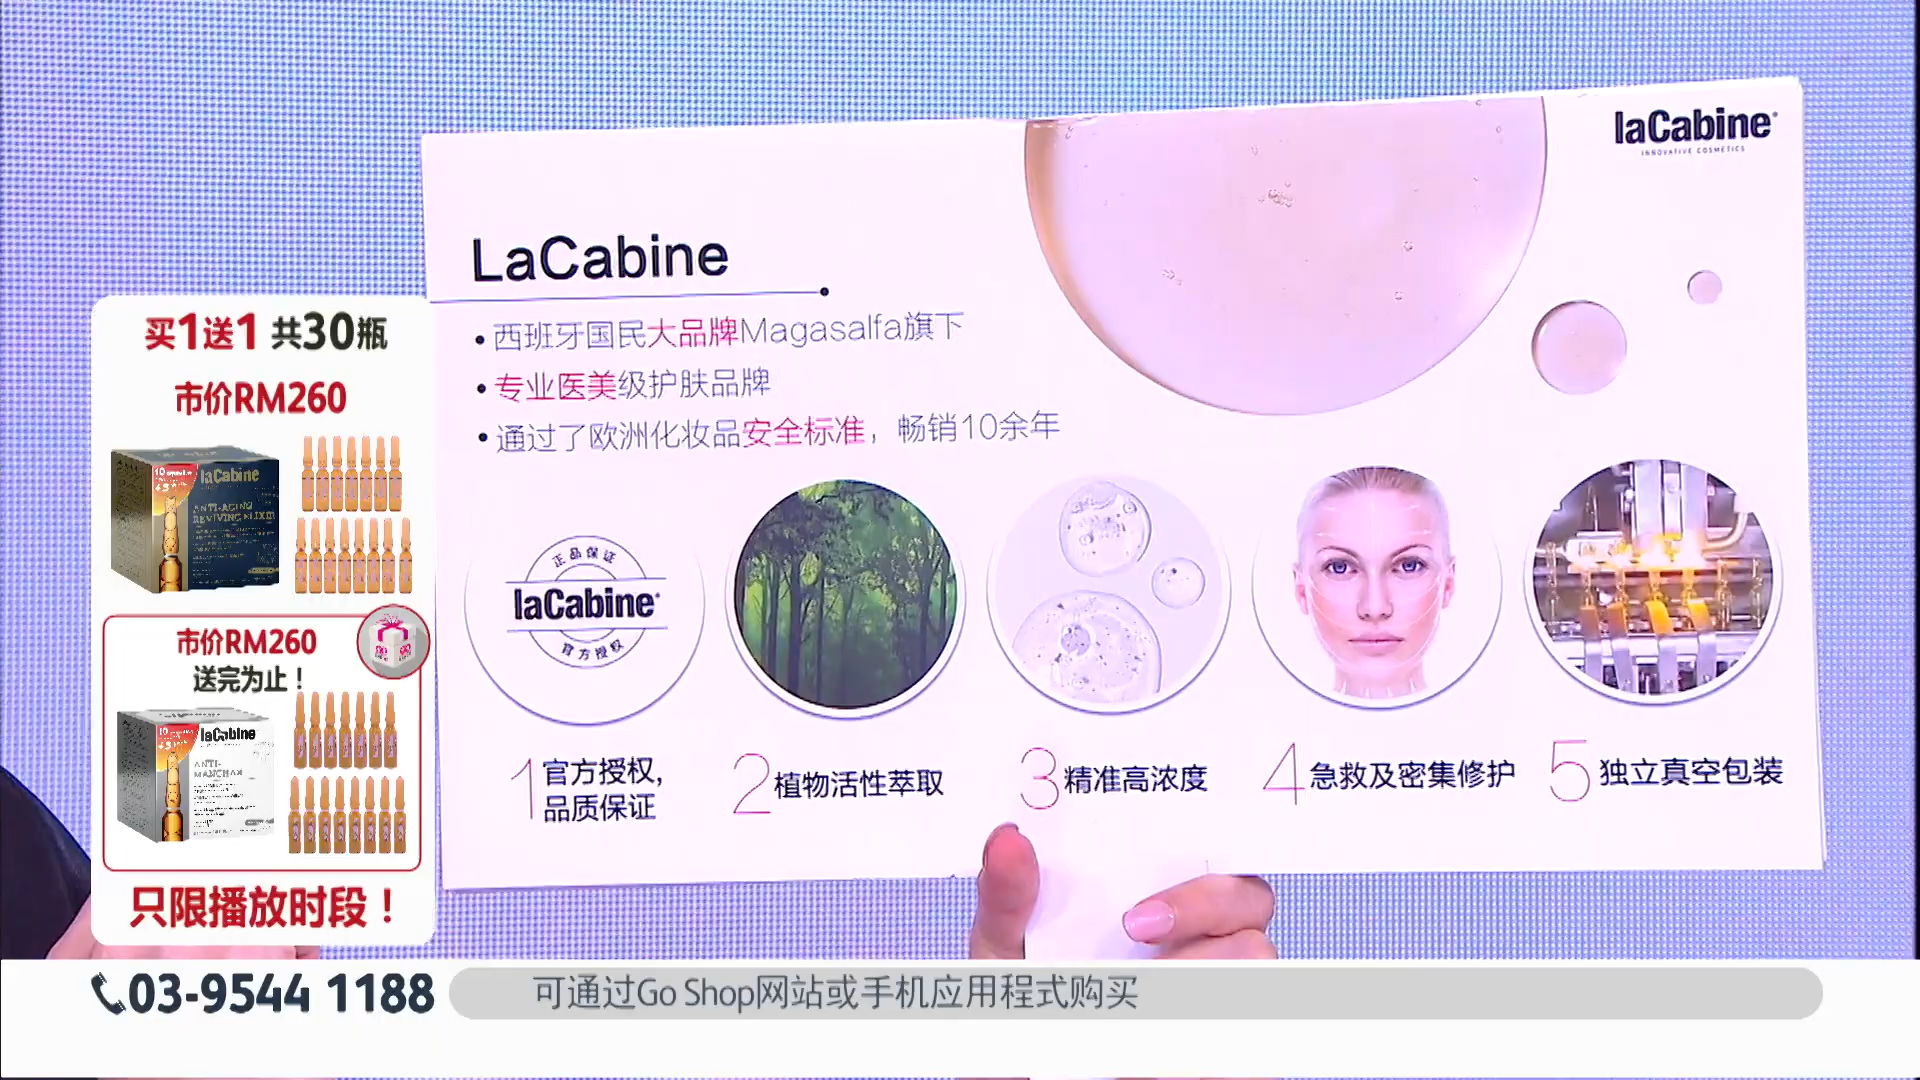 laCabine
INNOVATIVE COSMETICS
LaCabine
• 西班牙国民大品牌Magasalfa旗下
• 专业医美级护肤品牌
• 通过了欧洲化妆品安全标准，畅销10余年
正品保证
laCabine
官方授权
1 官方授权，
品质保证
2 植物活性萃取
3 精准高浓度
4 急救及密集修护
5 独立真空包装
买1送1 共30瓶
市价RM260
laCabine
ANTI-AGING
REVIVING ELIXIR
市价RM260
送完为止！
laCabine
ANTI-
MANCHAS
只限播放时段！
03-9544 1188
可通过Go Shop网站或手机应用程式购买